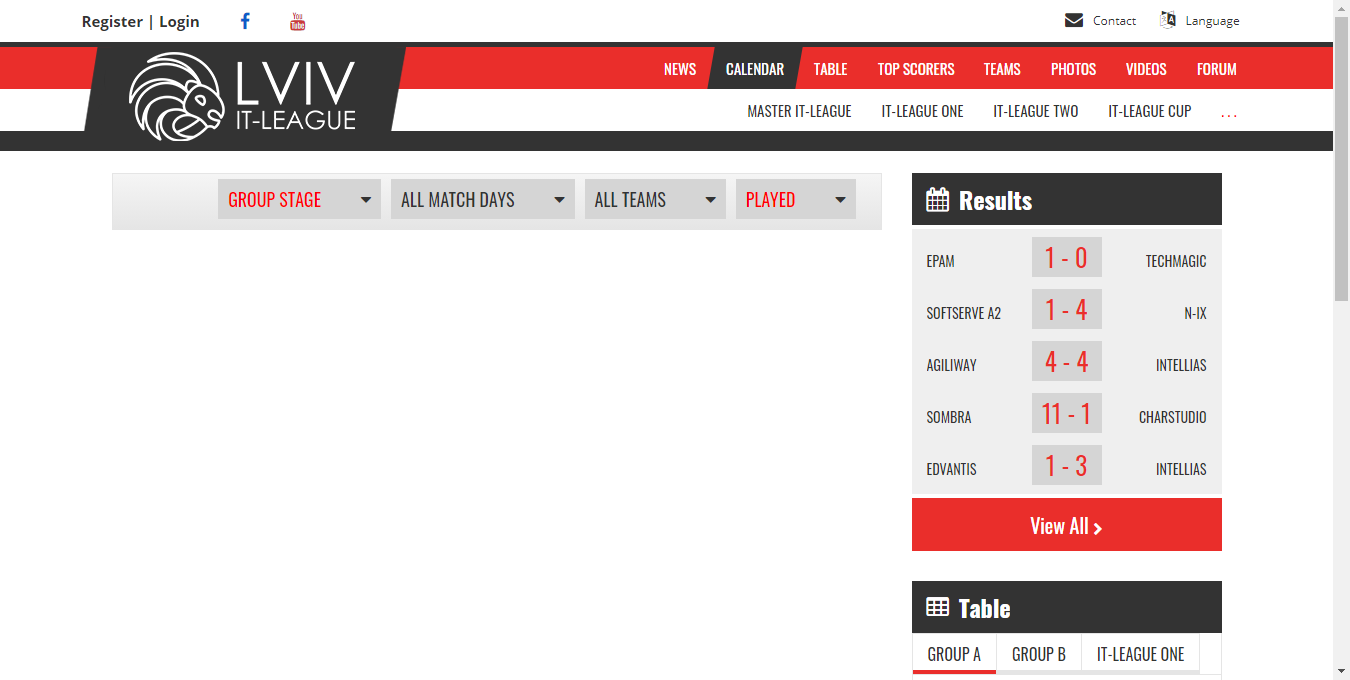 Register | Login
You Tube
Contact
Language
LVIV
IT-LEAGUE
NEWS CALENDAR TABLE TOP SCORERS TEAMS PHOTOS VIDEOS FORUM
MASTER IT-LEAGUE IT-LEAGUE ONE IT-LEAGUE TWO IT-LEAGUE CUP ...
GROUP STAGE ALL MATCH DAYS ALL TEAMS PLAYED
Results
EPAM 1 - 0 TECHMAGIC
SOFTSERVE A2 1 - 4 N-IX
AGILIWAY 4 - 4 INTELLIAS
SOMBRA 11 - 1 CHARSTUDIO
EDVANTIS 1 - 3 INTELLIAS
View All
Table
GROUP A GROUP B IT-LEAGUE ONE